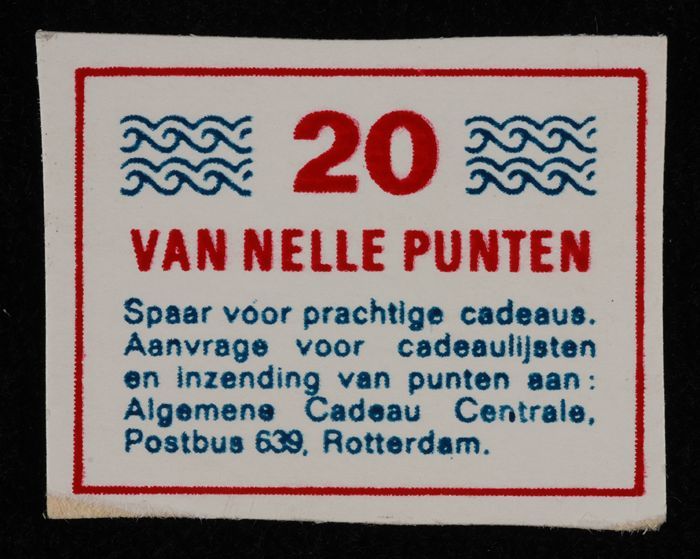 20
VAN NELLE PUNTEN
Spaar voor prachtige cadeaus.
Aanvrage voor cadeaulijsten
en inzending van punten aan:
Algemene Cadeau Centrale,
Postbus 639, Rotterdam.